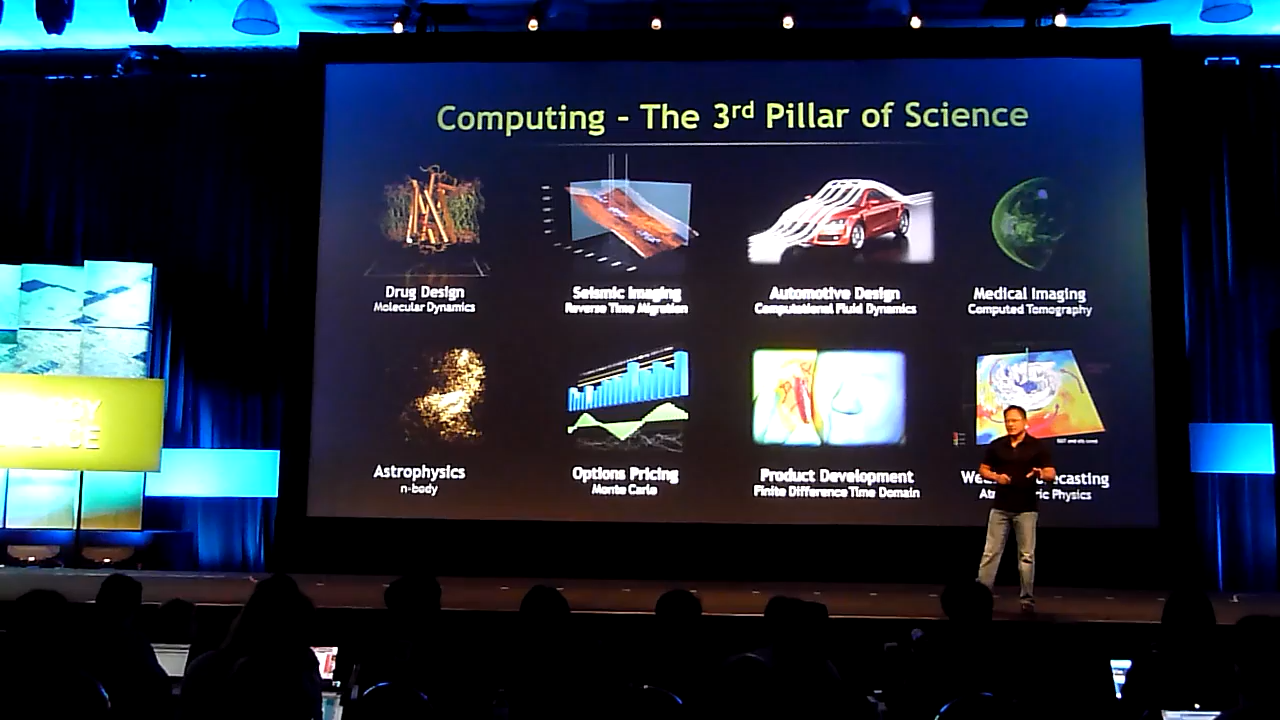 Computing - The 3rd Pillar of Science
Drug Design
Molecular Dynamics
Seismic Imaging
Reverse Time Migration
Automotive Design
Computational Fluid Dynamics
Medical Imaging
Computed Tomography
Astrophysics
n-body
Options Pricing
Monte Carlo
Product Development
Finite Difference Time Domain
Physics